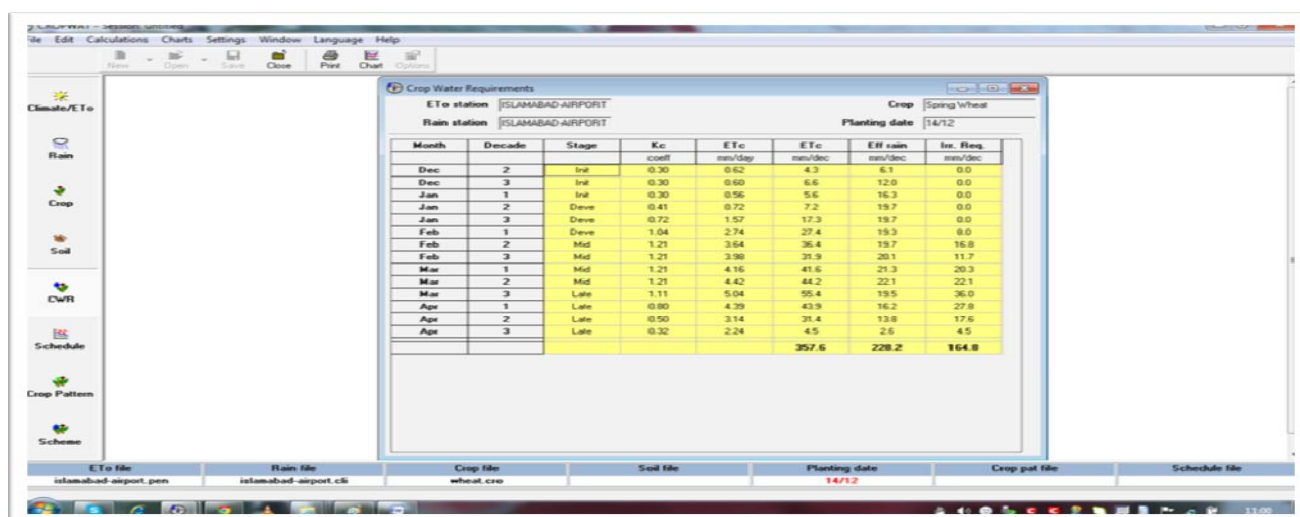 CROPWAT - Session: untitled
File Edit Calculations Charts Settings Window Language Help
New Open Save Close Print Chart Options
Climate/ETo
Rain
Crop
Soil
CWR
Schedule
Crop Pattern
Scheme
Crop Water Requirements
ETo station ISLAMABAD-AIRPORT Crop Spring Wheat
Rain station ISLAMABAD-AIRPORT Planting date 14/12
Month Decade Stage Kc ETc ETc Eff rain Irr. Req.
coeff mm/day mm/dec mm/dec mm/dec
Dec 2 Init 0.30 0.62 4.3 6.1 0.0
Dec 3 Init 0.30 0.60 6.6 12.0 0.0
Jan 1 Init 0.30 0.56 5.6 16.3 0.0
Jan 2 Deve 0.41 0.72 7.2 19.7 0.0
Jan 3 Deve 0.72 1.57 17.3 19.7 0.0
Feb 1 Deve 1.04 2.74 27.4 19.3 8.0
Feb 2 Mid 1.21 3.64 36.4 19.7 16.8
Feb 3 Mid 1.21 3.98 31.9 20.1 11.7
Mar 1 Mid 1.21 4.16 41.6 21.3 20.3
Mar 2 Mid 1.21 4.42 44.2 22.1 22.1
Mar 3 Late 1.11 5.04 55.4 19.5 36.0
Apr 1 Late 0.80 4.39 43.9 16.2 27.8
Apr 2 Late 0.50 3.14 31.4 13.8 17.6
Apr 3 Late 0.32 2.24 4.5 2.6 4.5
357.6 228.2 164.8
ETo file Rain file Crop file Soil file Planting date Crop pat file Schedule file
islamabad-airport.pen islamabad-airport.cli wheat.cro 14/12
11:00